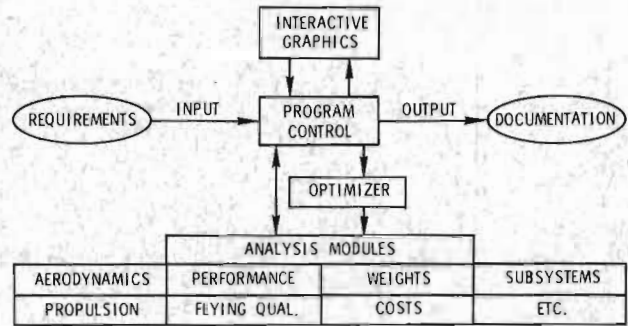 INTERACTIVE
GRAPHICS
REQUIREMENTS
INPUT
PROGRAM
CONTROL
OUTPUT
DOCUMENTATION
OPTIMIZER
ANALYSIS MODULES
AERODYNAMICS PERFORMANCE WEIGHTS SUBSYSTEMS
PROPULSION FLYING QUAL. COSTS ETC.